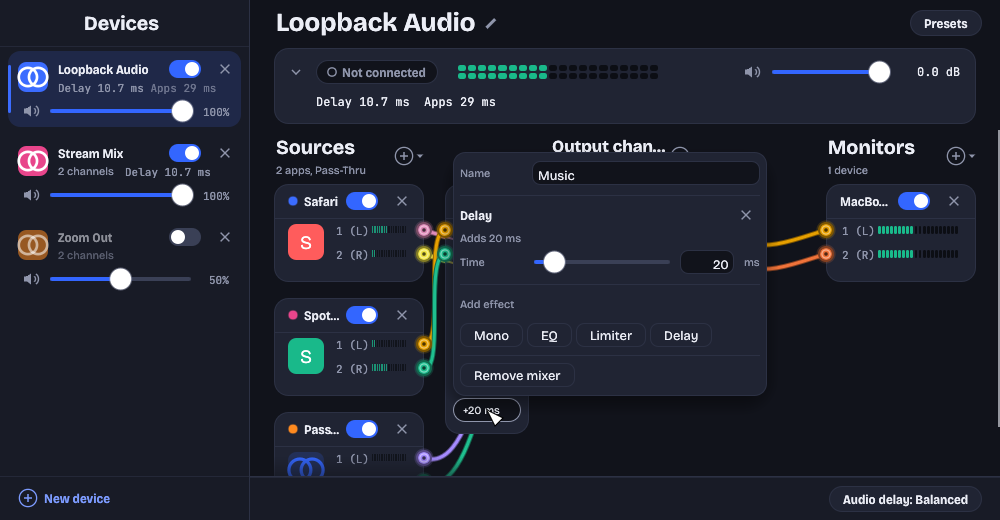 Devices
Loopback Audio
Delay 10.7 ms Apps 29 ms
100%
Stream Mix
2 channels Delay 10.7 ms
100%
Zoom Out
2 channels
50%
New device
Loopback Audio
Presets
Not connected
0.0 dB
Delay 10.7 ms Apps 29 ms
Sources
2 apps, Pass-Thru
Safari
S
1 (L)
2 (R)
Spot...
S
1 (L)
2 (R)
Pass...
1 (L)
Output chan...
Name
Music
Delay
Adds 20 ms
Time
20
ms
Add effect
Mono
EQ
Limiter
Delay
Remove mixer
+20 ms
Monitors
1 device
MacBo...
1 (L)
2 (R)
Audio delay: Balanced